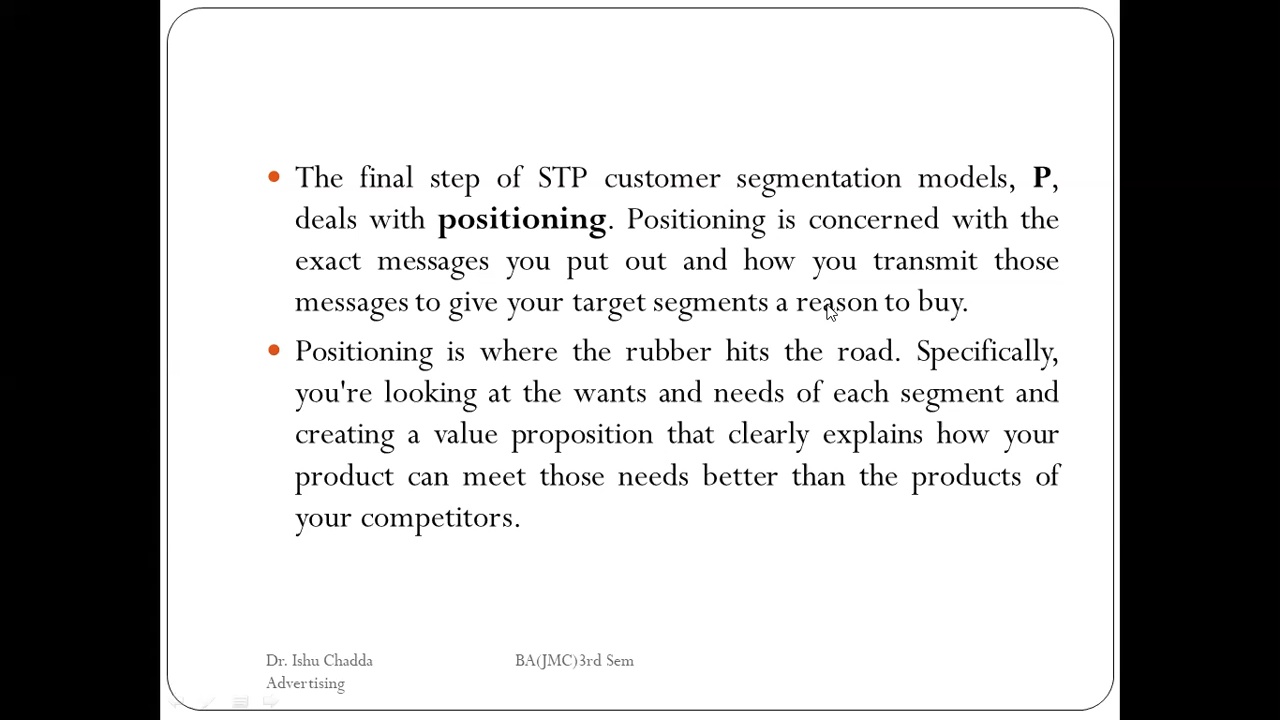 The final step of STP customer segmentation models, P,
deals with positioning. Positioning is concerned with the
exact messages you put out and how you transmit those
messages to give your target segments a reason to buy.
Positioning is where the rubber hits the road. Specifically,
you're looking at the wants and needs of each segment and
creating a value proposition that clearly explains how your
product can meet those needs better than the products of
your competitors.
Dr. Ishu Chadda
Advertising
BA(JMC)3rd Sem